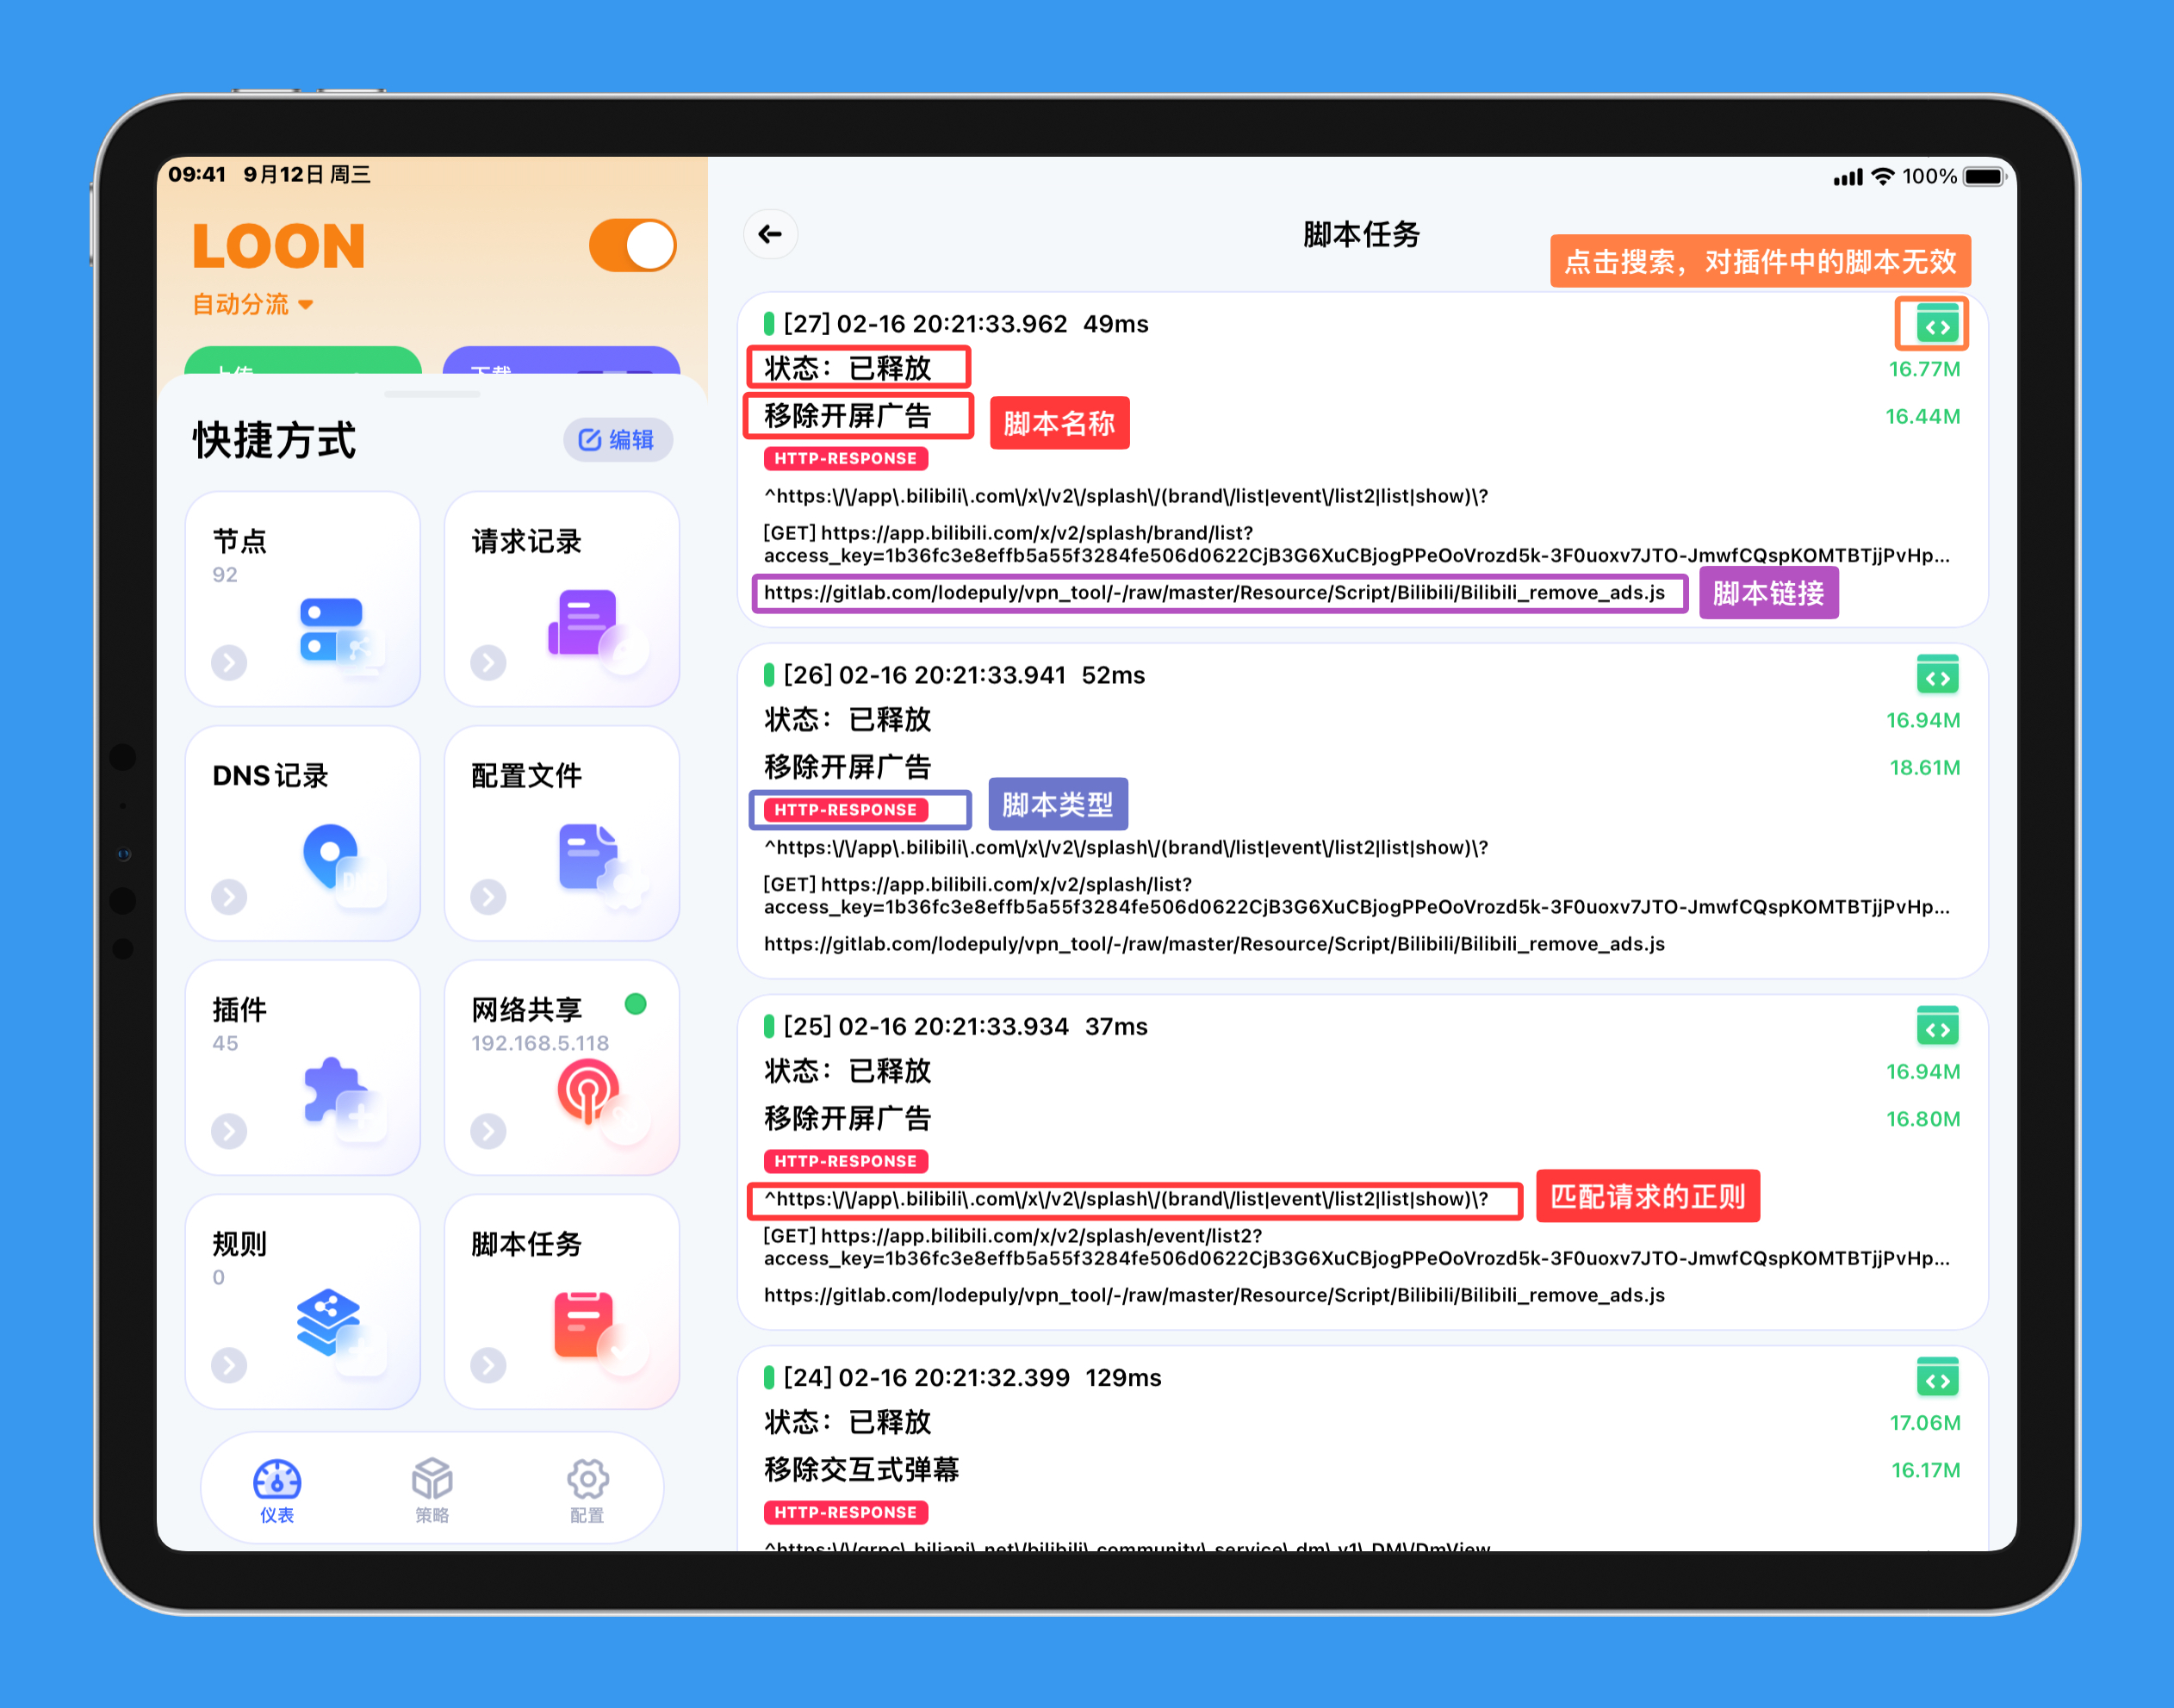 09:41 9月12日 周三
100%
LOON
自动分流
上传
下载
快捷方式
编辑
节点
92
请求记录
DNS记录
配置文件
插件
45
网络共享
192.168.5.118
规则
0
脚本任务
仪表
策略
配置
脚本任务
点击搜索，对插件中的脚本无效
[27] 02-16 20:21:33.962 49ms
状态：已释放
16.77M
移除开屏广告
脚本名称
16.44M
HTTP-RESPONSE
^https:\/\/app\.bilibili\.com\/x\/v2\/splash\/(brand\/list|event\/list2|list|show)\?
[GET] https://app.bilibili.com/x/v2/splash/brand/list?
access_key=1b36fc3e8effb5a55f3284fe506d0622CjB3G6XuCBjogPPeOoVrozd5k-3F0uoxv7JTO-JmwfCQspKOMTBTjjPvHp...
https://gitlab.com/lodepuly/vpn_tool/-/raw/master/Resource/Script/Bilibili/Bilibili_remove_ads.js
脚本链接
[26] 02-16 20:21:33.941 52ms
状态：已释放
16.94M
移除开屏广告
18.61M
HTTP-RESPONSE
脚本类型
^https:\/\/app\.bilibili\.com\/x\/v2\/splash\/(brand\/list|event\/list2|list|show)\?
[GET] https://app.bilibili.com/x/v2/splash/list?
access_key=1b36fc3e8effb5a55f3284fe506d0622CjB3G6XuCBjogPPeOoVrozd5k-3F0uoxv7JTO-JmwfCQspKOMTBTjjPvHp...
https://gitlab.com/lodepuly/vpn_tool/-/raw/master/Resource/Script/Bilibili/Bilibili_remove_ads.js
[25] 02-16 20:21:33.934 37ms
状态：已释放
16.94M
移除开屏广告
16.80M
HTTP-RESPONSE
^https:\/\/app\.bilibili\.com\/x\/v2\/splash\/(brand\/list|event\/list2|list|show)\?
匹配请求的正则
[GET] https://app.bilibili.com/x/v2/splash/event/list2?
access_key=1b36fc3e8effb5a55f3284fe506d0622CjB3G6XuCBjogPPeOoVrozd5k-3F0uoxv7JTO-JmwfCQspKOMTBTjjPvHp...
https://gitlab.com/lodepuly/vpn_tool/-/raw/master/Resource/Script/Bilibili/Bilibili_remove_ads.js
[24] 02-16 20:21:32.399 129ms
状态：已释放
17.06M
移除交互式弹幕
16.17M
HTTP-RESPONSE
^https:\/\/grpc\.biliapi\.net\/bilibili\.community\.service\.dm\.v1\.DM\/DmView